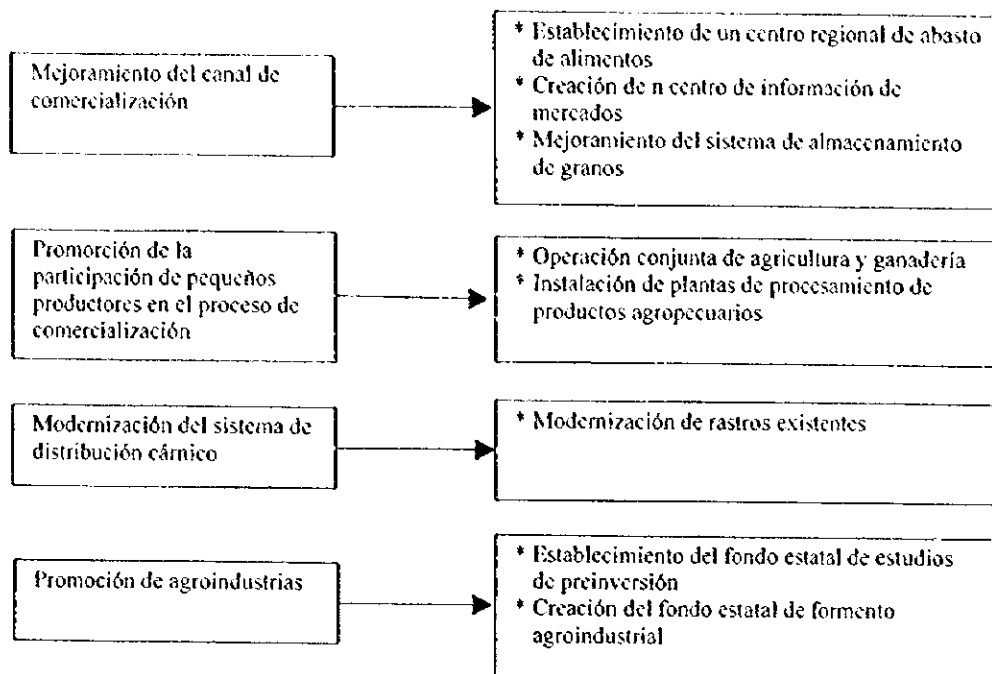 Mejoramiento del canal de
comercialización
* Establecimiento de un centro regional de abasto
de alimentos
* Creación de n centro de información de
mercados
* Mejoramiento del sistema de almacenamiento
de granos
Promorción de la
participación de pequeños
productores en el proceso de
comercialización
* Operación conjunta de agricultura y ganadería
* Instalación de plantas de procesamiento de
productos agropecuarios
Modernización del sistema de
distribución cárnico
* Modernización de rastros existentes
Promoción de agroindustrias
* Establecimiento del fondo estatal de estudios
de preinversión
* Creación del fondo estatal de formento
agroindustrial